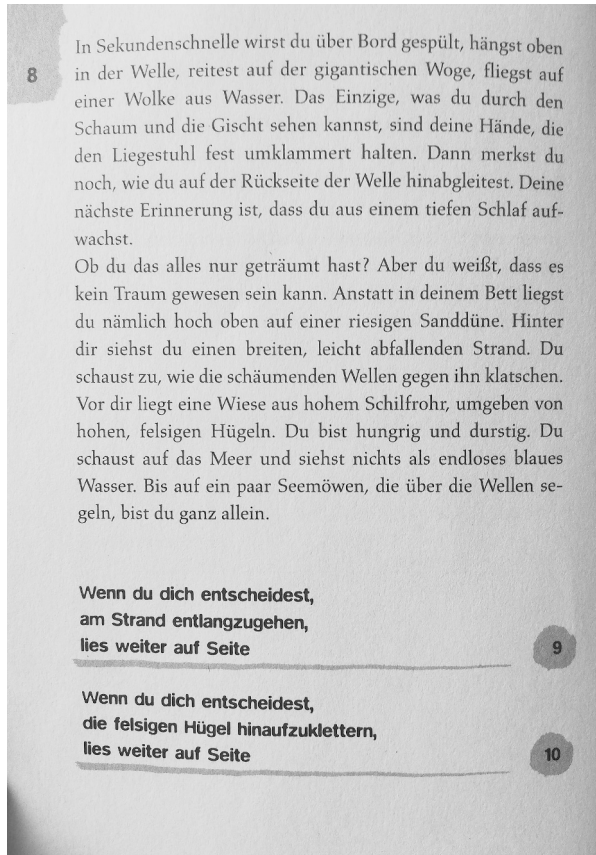 8
In Sekundenschnelle wirst du über Bord gespült, hängst oben
in der Welle, reitest auf der gigantischen Woge, fliegst auf
einer Wolke aus Wasser. Das Einzige, was du durch den
Schaum und die Gischt sehen kannst, sind deine Hände, die
den Liegestuhl fest umklammert halten. Dann merkst du
noch, wie du auf der Rückseite der Welle hinabgleitest. Deine
nächste Erinnerung ist, dass du aus einem tiefen Schlaf auf-
wachst.
Ob du das alles nur geträumt hast? Aber du weißt, dass es
kein Traum gewesen sein kann. Anstatt in deinem Bett liegst
du nämlich hoch oben auf einer riesigen Sanddüne. Hinter
dir siehst du einen breiten, leicht abfallenden Strand. Du
schaust zu, wie die schäumenden Wellen gegen ihn klatschen.
Vor dir liegt eine Wiese aus hohem Schilfrohr, umgeben von
hohen, felsigen Hügeln. Du bist hungrig und durstig. Du
schaust auf das Meer und siehst nichts als endloses blaues
Wasser. Bis auf ein paar Seemöwen, die über die Wellen se-
geln, bist du ganz allein.
Wenn du dich entscheidest,
am Strand entlangzugehen,
lies weiter auf Seite 9
Wenn du dich entscheidest,
die felsigen Hügel hinaufzuklettern,
lies weiter auf Seite 10